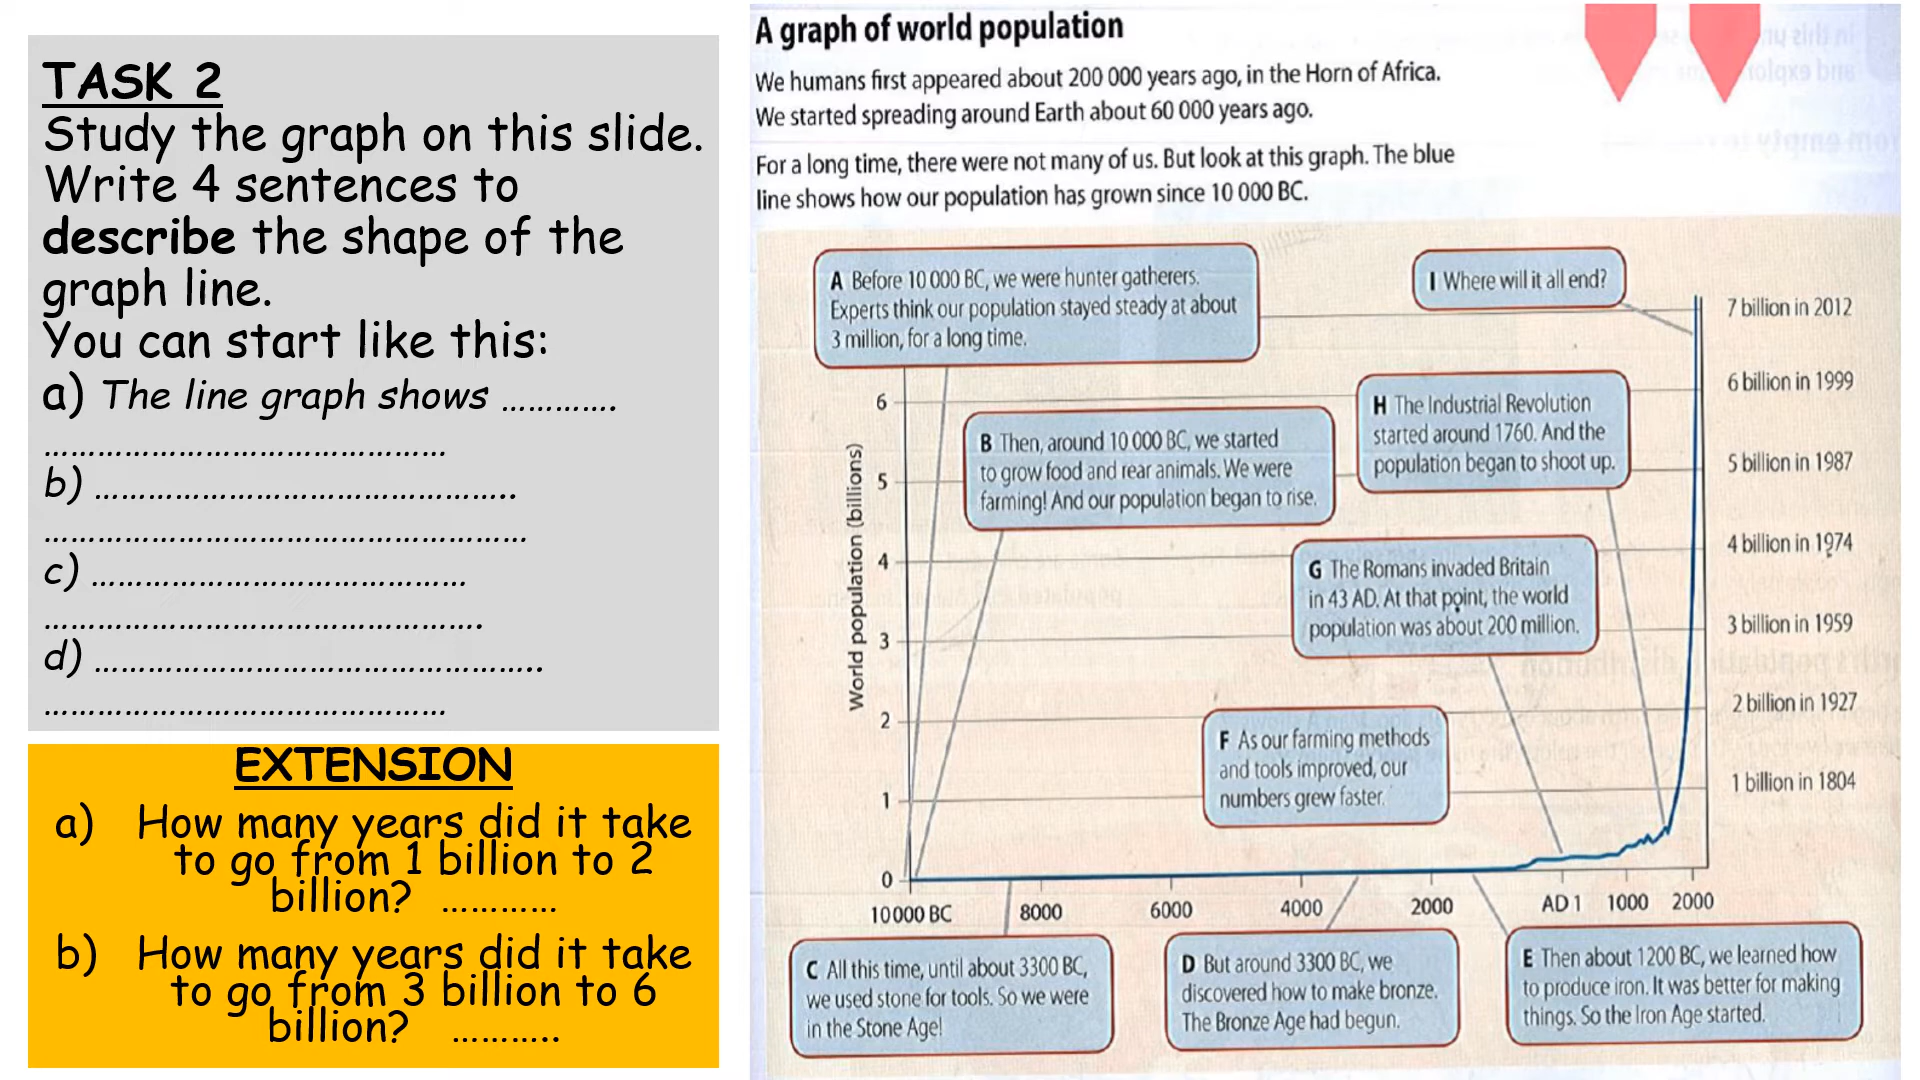 TASK 2
Study the graph on this slide.
Write 4 sentences to
describe the shape of the
graph line.
You can start like this:
a) The line graph shows ………….
………………………………………
b) ………………………………………..
………………………………………………
c) ……………………………………
………………………………………….
d) …………………………………………..
………………………………………
EXTENSION
a) How many years did it take
to go from 1 billion to 2
billion? ………….
b) How many years did it take
to go from 3 billion to 6
billion? ………..
A graph of world population
We humans first appeared about 200 000 years ago, in the Horn of Africa.
We started spreading around Earth about 60 000 years ago.
For a long time, there were not many of us. But look at this graph. The blue
line shows how our population has grown since 10 000 BC.
A Before 10 000 BC, we were hunter gatherers.
Experts think our population stayed steady at about
3 million, for a long time.
I Where will it all end?
7 billion in 2012
6 billion in 1999
5 billion in 1987
4 billion in 1974
3 billion in 1959
2 billion in 1927
1 billion in 1804
H The Industrial Revolution
started around 1760. And the
population began to shoot up.
B Then, around 10 000 BC, we started
to grow food and rear animals. We were
farming! And our population began to rise.
G The Romans invaded Britain
in 43 AD. At that point, the world
population was about 200 million.
F As our farming methods
and tools improved, our
numbers grew faster.
World population (billions)
6
5
4
3
2
1
0
10 000 BC 8000 6000 4000 2000 AD 1 1000 2000
C All this time, until about 3300 BC,
we used stone for tools. So we were
in the Stone Age!
D But around 3300 BC, we
discovered how to make bronze.
The Bronze Age had begun.
E Then about 1200 BC, we learned how
to produce iron. It was better for making
things. So the Iron Age started.